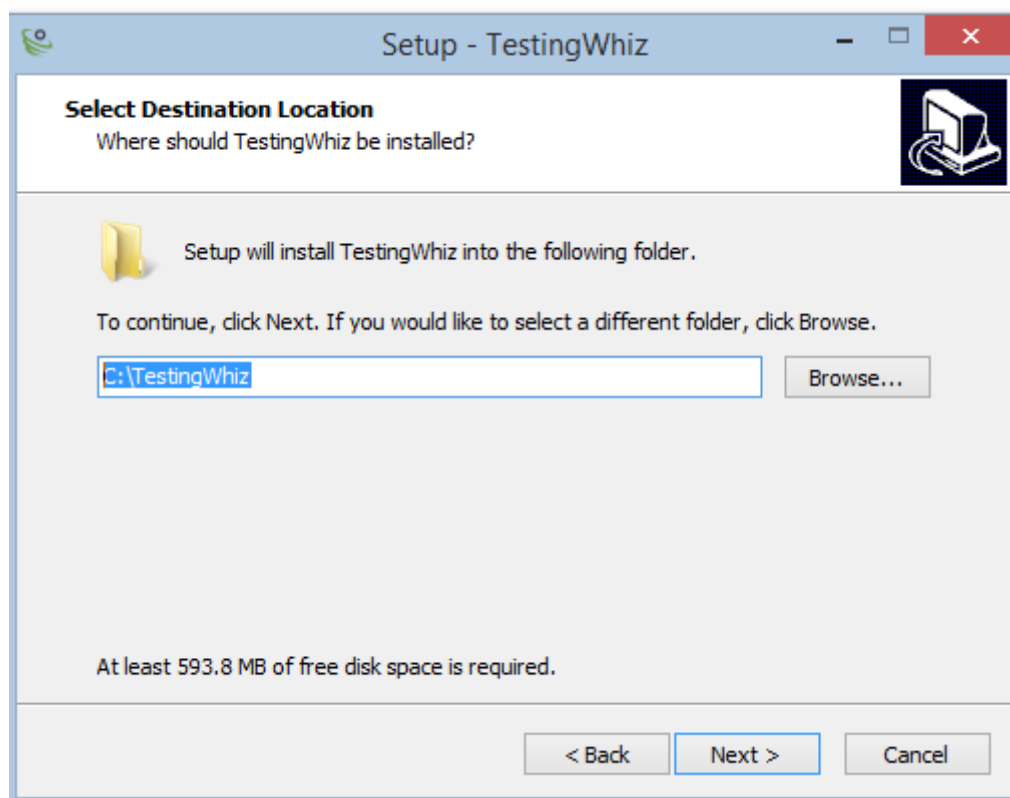 Setup - TestingWhiz
Select Destination Location
Where should TestingWhiz be installed?
Setup will install TestingWhiz into the following folder.
To continue, click Next. If you would like to select a different folder, click Browse.
C:\TestingWhiz
Browse...
At least 593.8 MB of free disk space is required.
< Back Next > Cancel